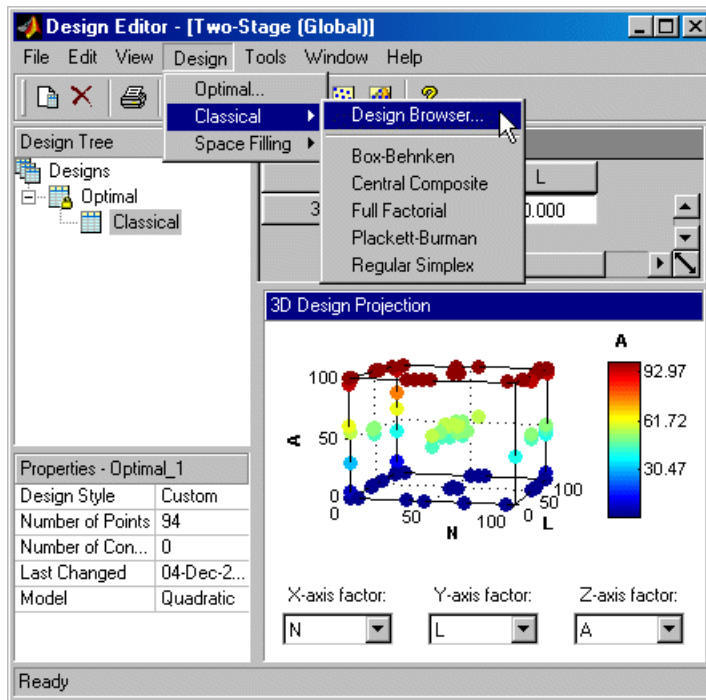 Design Editor - [Two-Stage (Global)]
File Edit View Design Tools Window Help
Optimal...
Classical
Space Filling
Design Browser...
Box-Behnken
Central Composite
Full Factorial
Plackett-Burman
Regular Simplex
Design Tree
Designs
Optimal
Classical
L
3
0.000
Properties - Optimal_1
Design Style Custom
Number of Points 94
Number of Con... 0
Last Changed 04-Dec-2...
Model Quadratic
3D Design Projection
A
100
50
0
A
0 50 100
N
0 50 100
L
92.97
61.72
30.47
X-axis factor: Y-axis factor: Z-axis factor:
N L A
Ready